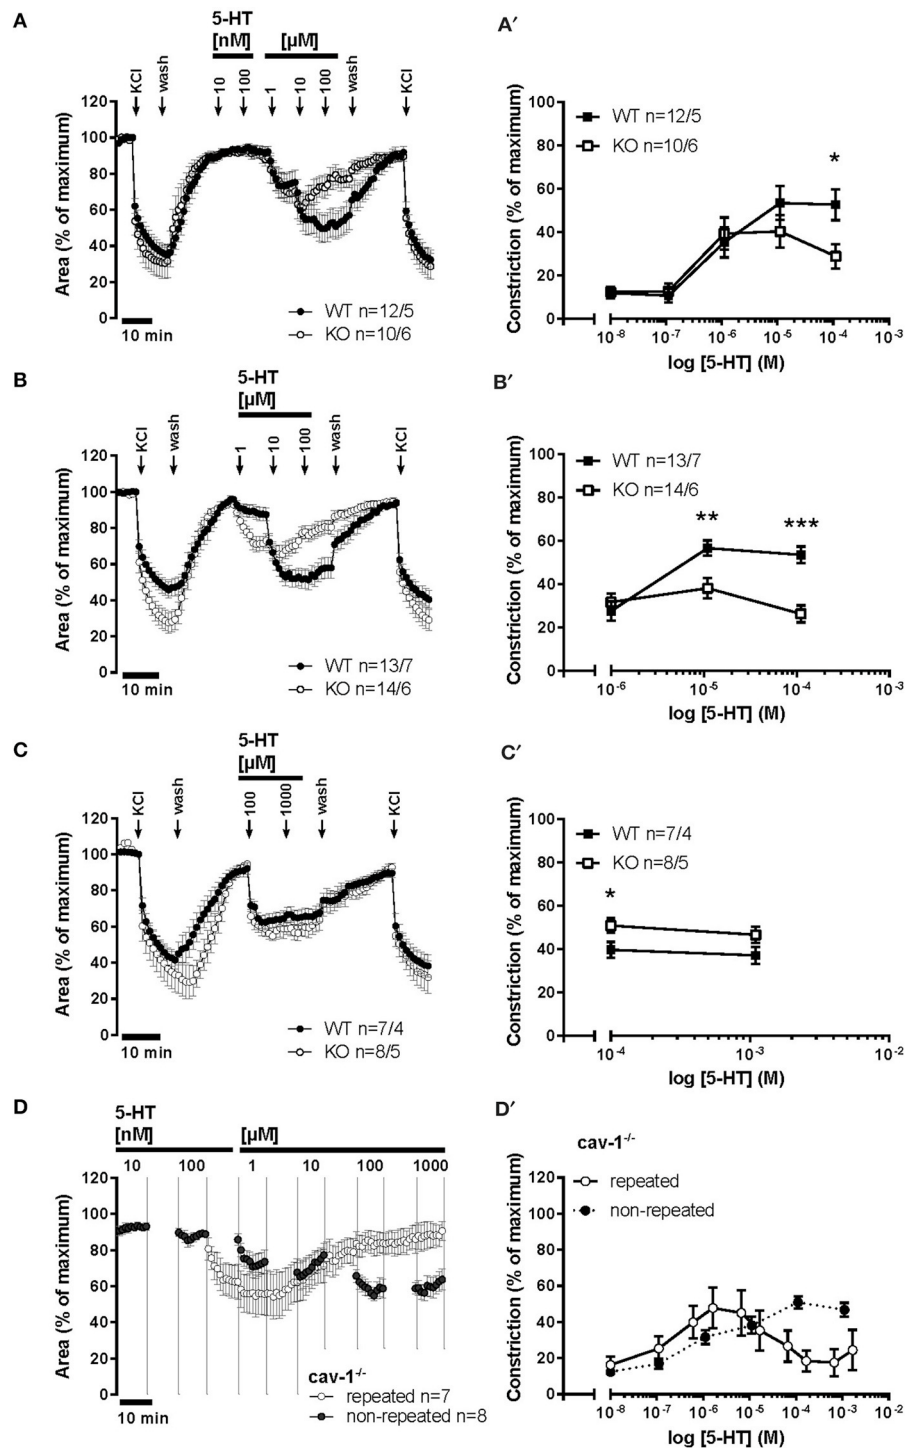 A
5-HT
[nM] [µM]
KCl wash 10 100 1 10 100 wash KCl
120
100
80
60
40
20
0
Area (% of maximum)
WT n=12/5
KO n=10/6
10 min
A′
100
80
60
40
20
0
Constriction (% of maximum)
WT n=12/5
KO n=10/6
*
10⁻⁸ 10⁻⁷ 10⁻⁶ 10⁻⁵ 10⁻⁴ 10⁻³
log [5-HT] (M)
B
5-HT
[µM]
KCl wash 1 10 100 wash KCl
120
100
80
60
40
20
0
Area (% of maximum)
WT n=13/7
KO n=14/6
10 min
B′
100
80
60
40
20
0
Constriction (% of maximum)
WT n=13/7
KO n=14/6
** ***
10⁻⁶ 10⁻⁵ 10⁻⁴ 10⁻³
log [5-HT] (M)
C
5-HT
[µM]
KCl wash 100 1000 wash KCl
120
100
80
60
40
20
0
Area (% of maximum)
WT n=7/4
KO n=8/5
10 min
C′
100
80
60
40
20
0
Constriction (% of maximum)
WT n=7/4
KO n=8/5
*
10⁻⁴ 10⁻³ 10⁻²
log [5-HT] (M)
D
5-HT
[nM] [µM]
10 100 1 10 100 1000
120
100
80
60
40
20
0
Area (% of maximum)
cav-1⁻/⁻
repeated n=7
non-repeated n=8
10 min
D′
cav-1⁻/⁻
120
100
80
60
40
20
0
Constriction (% of maximum)
repeated
non-repeated
10⁻⁸ 10⁻⁷ 10⁻⁶ 10⁻⁵ 10⁻⁴ 10⁻³ 10⁻²
log [5-HT] (M)